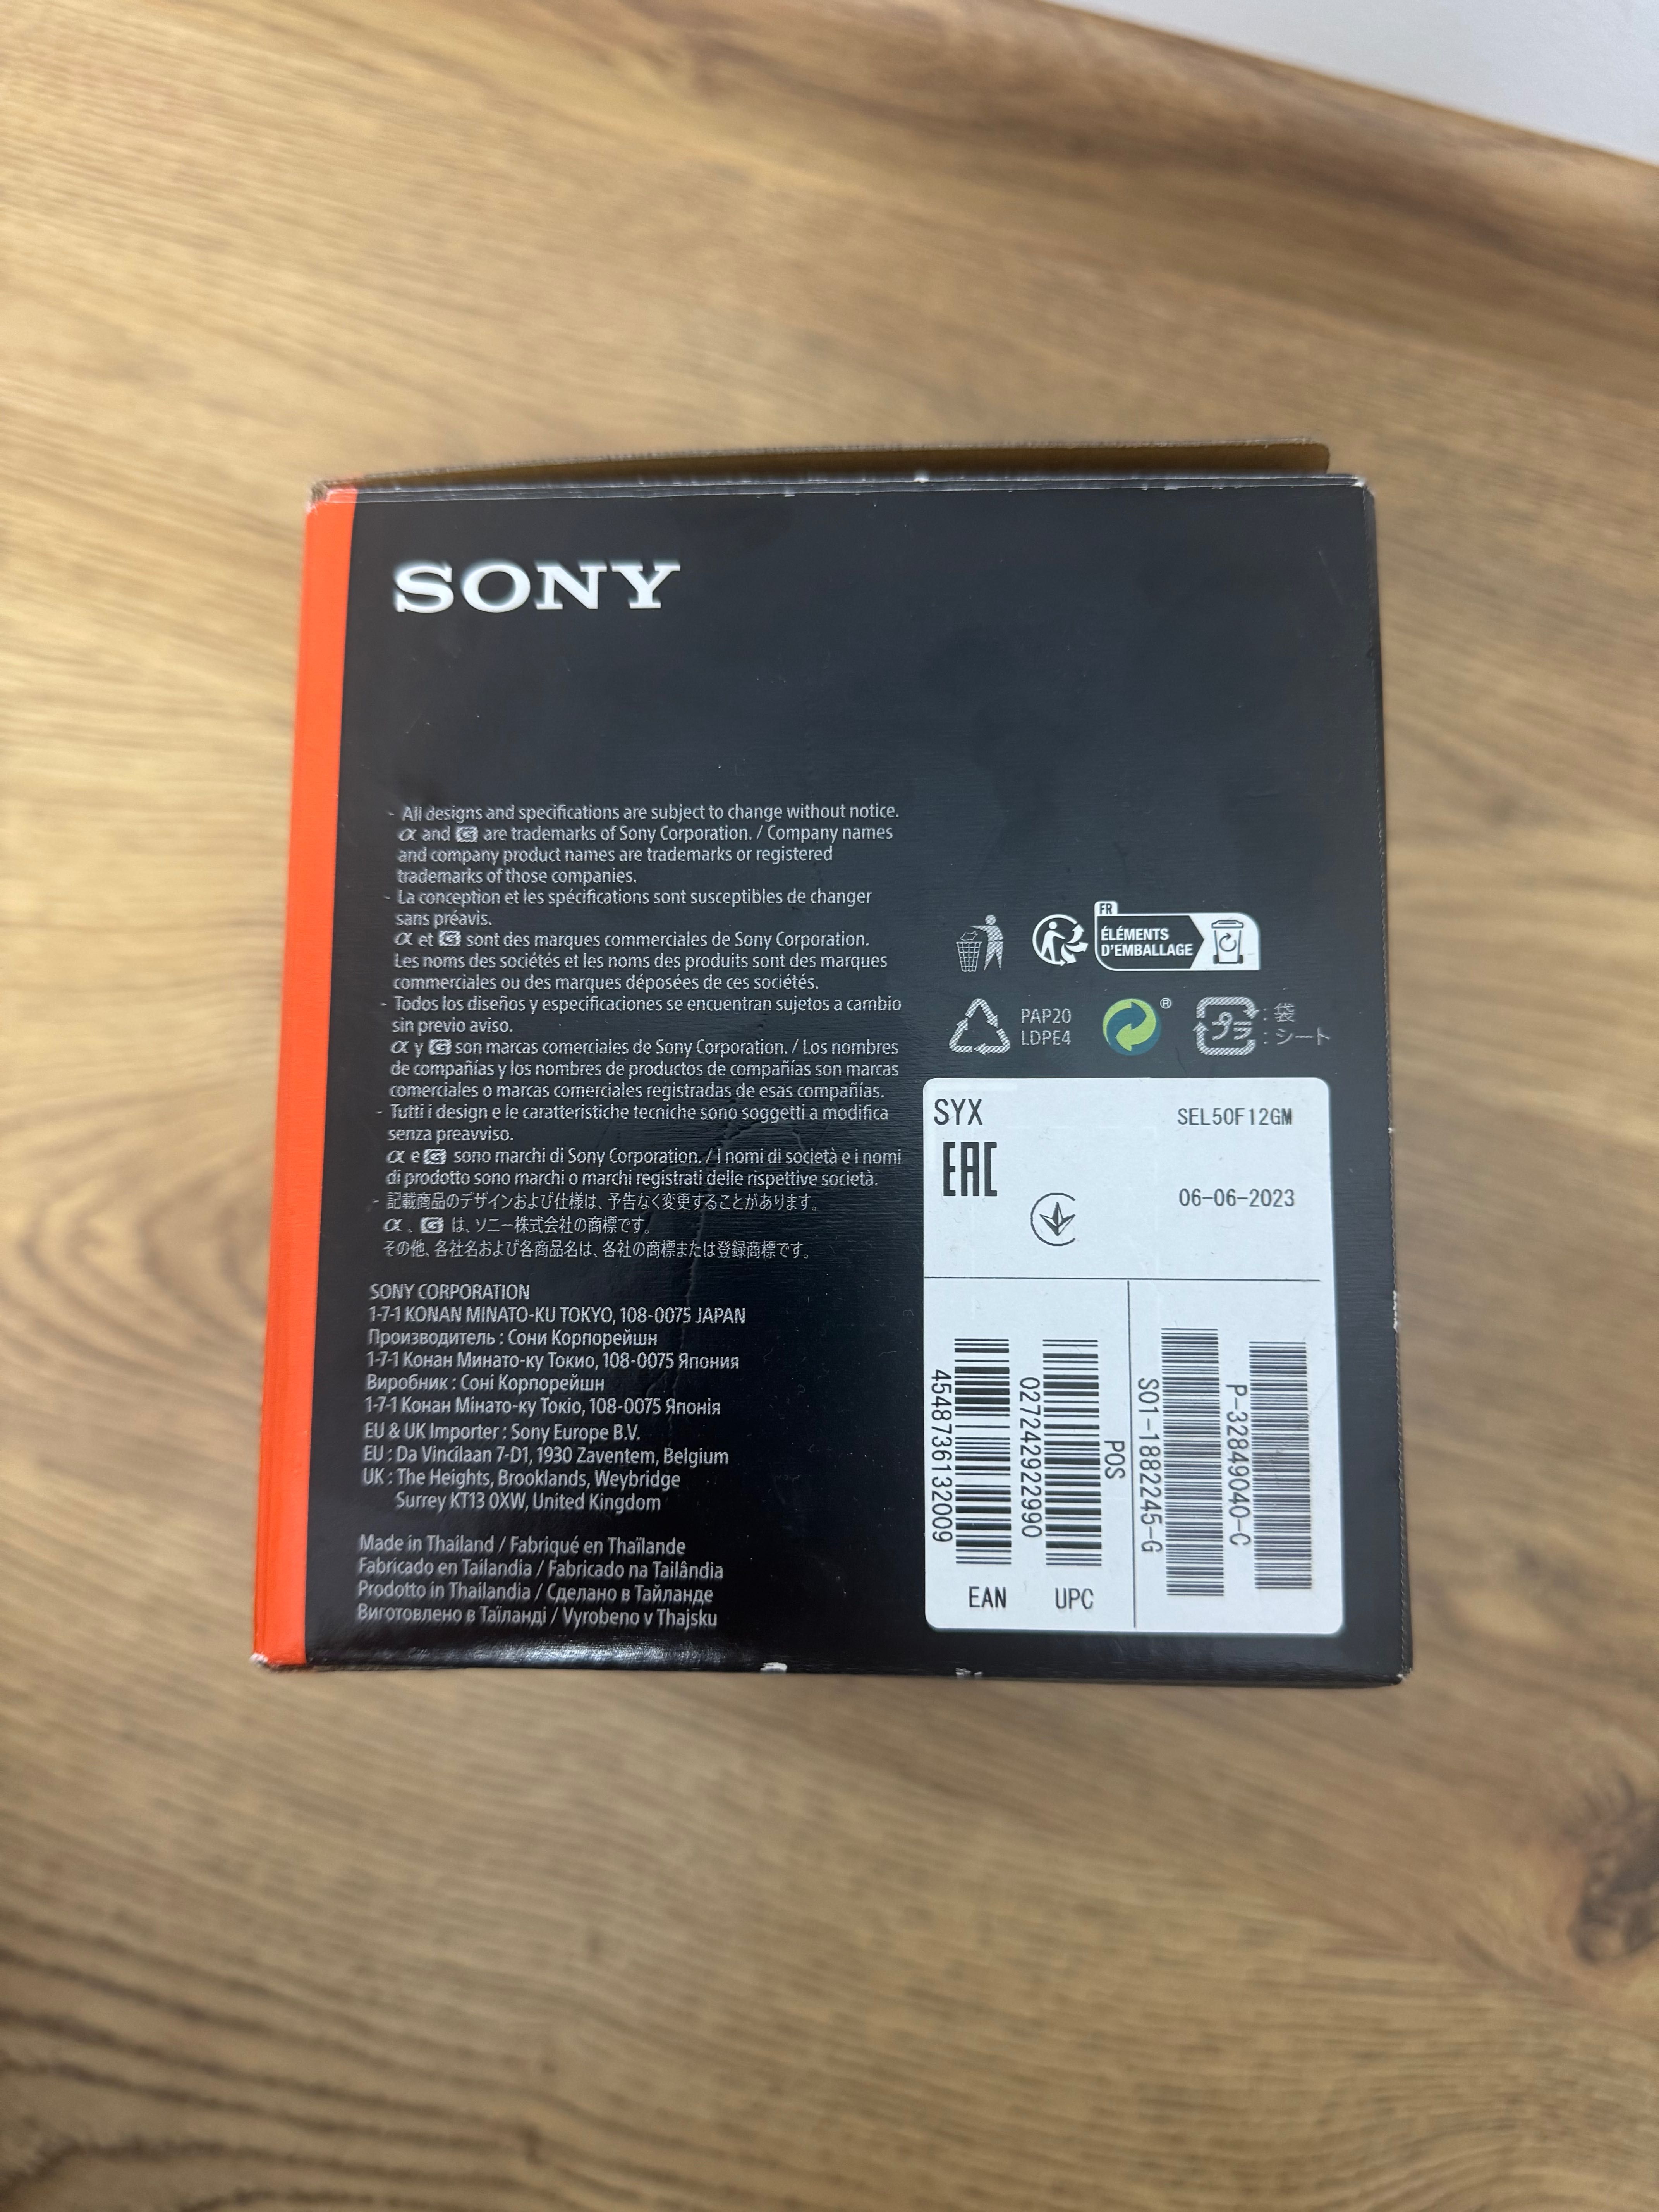 SONY
- All designs and specifications are subject to change without notice.
α and G are trademarks of Sony Corporation. / Company names
and company product names are trademarks or registered
trademarks of those companies.
- La conception et les spécifications sont susceptibles de changer
sans préavis.
α et G sont des marques commerciales de Sony Corporation.
Les noms des sociétés et les noms des produits sont des marques
commerciales ou des marques déposées de ces sociétés.
- Todos los diseños y especificaciones se encuentran sujetos a cambio
sin previo aviso.
α y G son marcas comerciales de Sony Corporation. / Los nombres
de compañías y los nombres de productos de compañías son marcas
comerciales o marcas comerciales registradas de esas compañías.
- Tutti i design e le caratteristiche tecniche sono soggetti a modifica
senza preavviso.
α e G sono marchi di Sony Corporation. / I nomi di società e i nomi
di prodotto sono marchi o marchi registrati delle rispettive società.
- 記載商品のデザインおよび仕様は、予告なく変更することがあります。
α 、G は、ソニー株式会社の商標です。
その他、各社名および各商品名は、各社の商標または登録商標です。
SONY CORPORATION
1-7-1 KONAN MINATO-KU TOKYO, 108-0075 JAPAN
Производитель : Сони Корпорейшн
1-7-1 Конан Минато-ку Токио, 108-0075 Япония
Виробник : Соні Корпорейшн
1-7-1 Конан Мінато-ку Токіо, 108-0075 Японія
EU & UK Importer : Sony Europe B.V.
EU : Da Vincilaan 7-D1, 1930 Zaventem, Belgium
UK : The Heights, Brooklands, Weybridge
Surrey KT13 0XW, United Kingdom
Made in Thailand / Fabriqué en Thaïlande
Fabricado en Tailandia / Fabricado na Tailândia
Prodotto in Thailandia / Сделано в Тайланде
Виготовлено в Таїланді / Vyrobeno v Thajsku
FR
ÉLÉMENTS
D'EMBALLAGE
PAP20
LDPE4
®
プラ
: 袋
: シート
SYX
SEL50F12GM
EAC
06-06-2023
4548736132009
EAN
027242922990
UPC
POS
S01-1882245-G
P-32849040-C